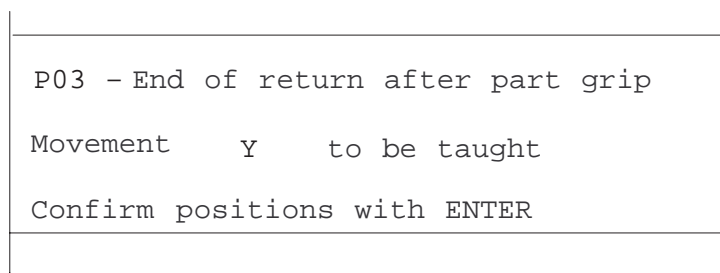 P03 – End of return after part grip
Movement Y to be taught
Confirm positions with ENTER